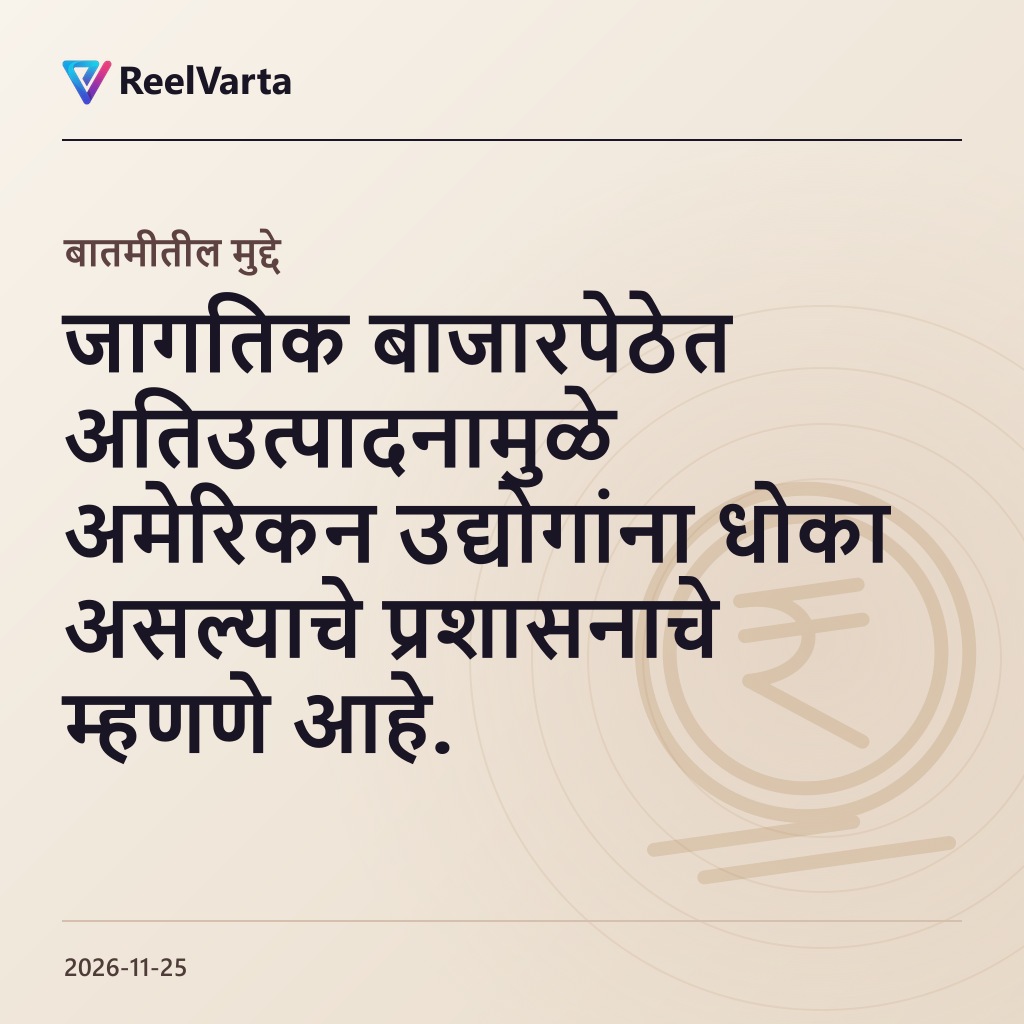 ReelVarta
बातमीतील मुद्दे
जागतिक बाजारपेठेत
अतिउत्पादनामुळे
अमेरिकन उद्योगांना धोका
असल्याचे प्रशासनाचे
म्हणणे आहे.
2026-11-25